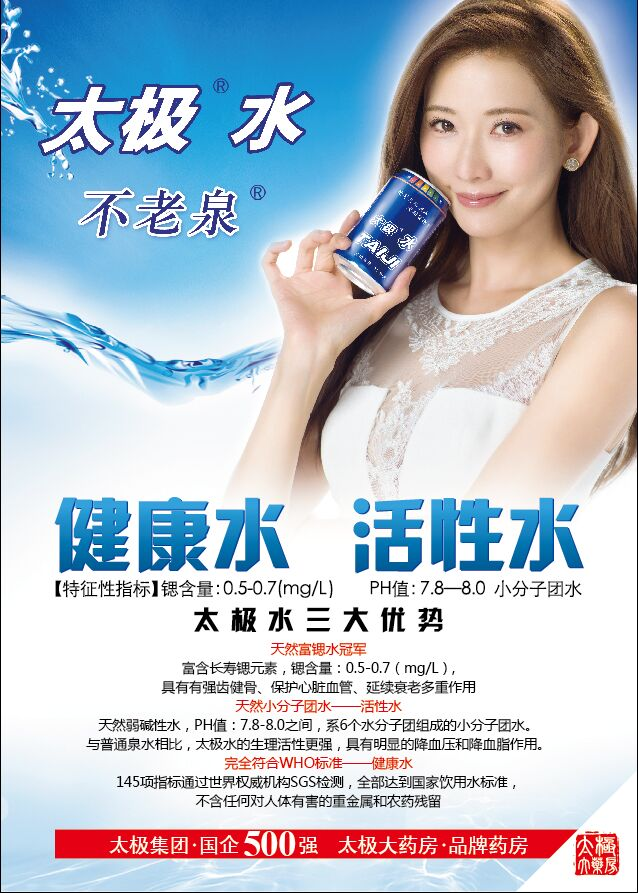 太极® 水
不老泉®
太极 水
TAIJI
健康水 活性水
【特征性指标】锶含量:0.5-0.7(mg/L) PH值:7.8—8.0 小分子团水
太极水三大优势
天然富锶水冠军
富含长寿锶元素,锶含量:0.5-0.7(mg/L),
具有有强齿健骨、保护心脏血管、延续衰老多重作用
天然小分子团水——活性水
天然弱碱性水,PH值:7.8-8.0之间,系6个水分子团组成的小分子团水。
与普通泉水相比,太极水的生理活性更强,具有明显的降血压和降血脂作用。
完全符合WHO标准——健康水
145项指标通过世界权威机构SGS检测,全部达到国家饮用水标准,
不含任何对人体有害的重金属和农药残留
太极集团·国企500强 太极大药房·品牌药房
太極
大藥房